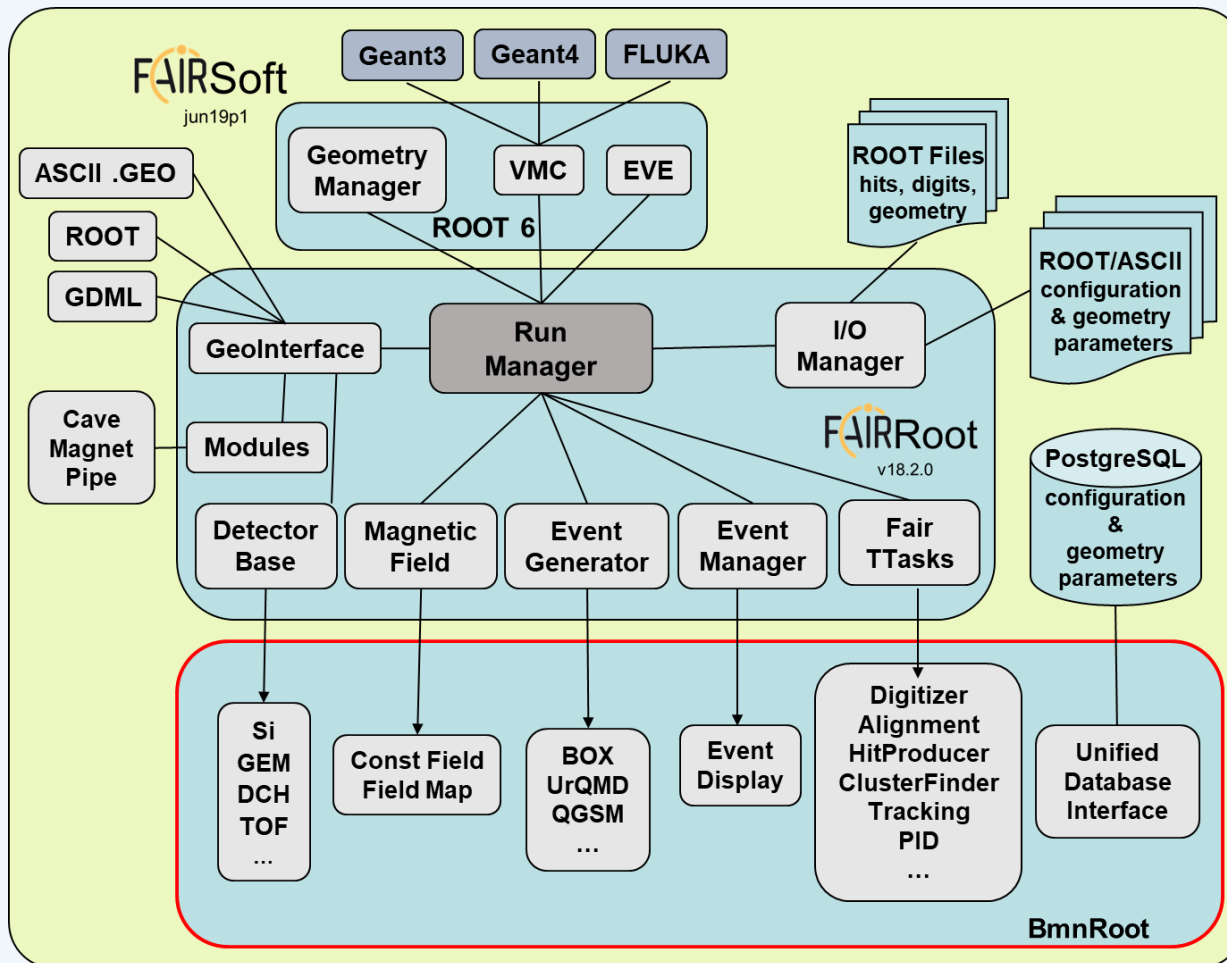 FAIRSoft
jun19p1
Geant3
Geant4
FLUKA
Geometry
Manager
VMC
EVE
ROOT 6
ROOT Files
hits, digits,
geometry
ASCII .GEO
ROOT
GDML
ROOT/ASCII
configuration
& geometry
parameters
GeoInterface
Run
Manager
I/O
Manager
Cave
Magnet
Pipe
Modules
FAIRRoot
v18.2.0
PostgreSQL
configuration
&
geometry
parameters
Detector
Base
Magnetic
Field
Event
Generator
Event
Manager
Fair
TTasks
Si
GEM
DCH
TOF
...
Const Field
Field Map
BOX
UrQMD
QGSM
...
Event
Display
Digitizer
Alignment
HitProducer
ClusterFinder
Tracking
PID
...
Unified
Database
Interface
BmnRoot